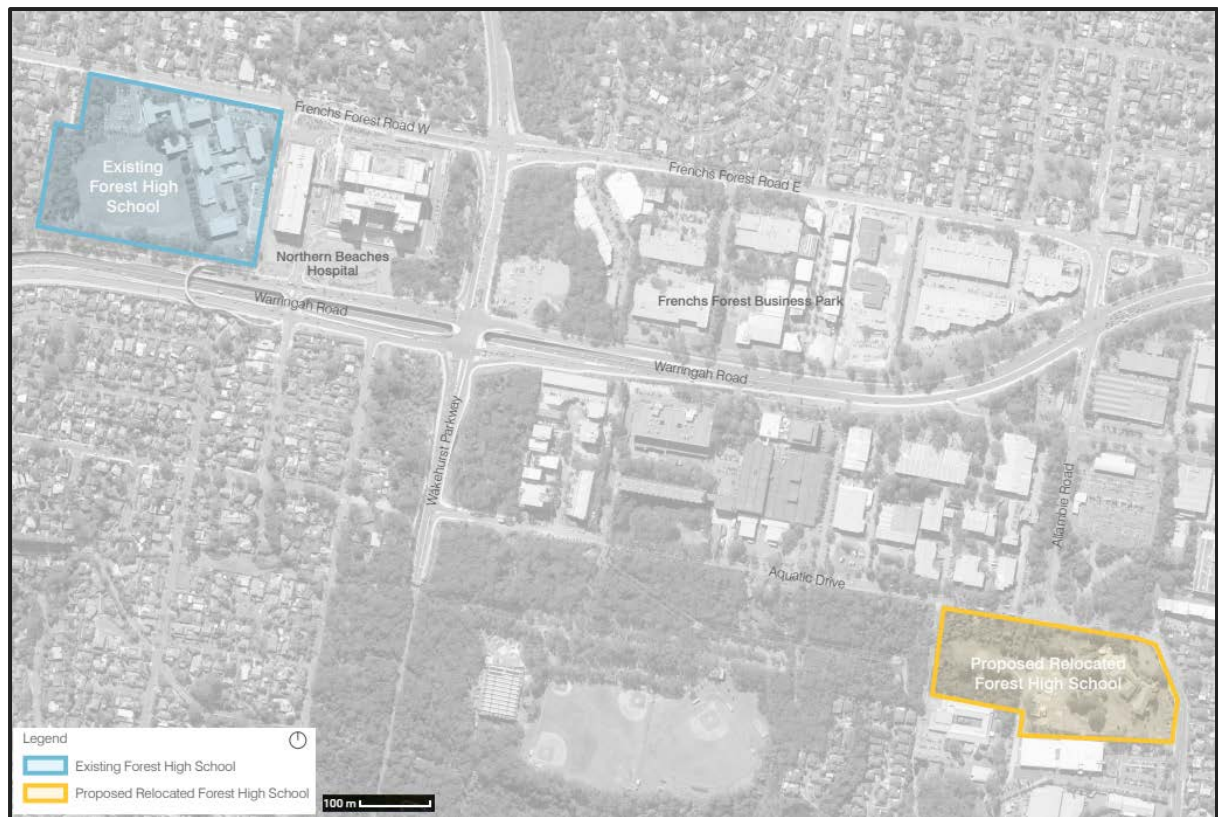 Frenchs Forest Road W
Existing
Forest High
School
Frenchs Forest Road E
Northern Beaches
Hospital
Warringah Road
Frenchs Forest Business Park
Warringah Road
Wakehurst Parkway
Allambie Road
Aquatic Drive
Proposed Relocated
Forest High School
Legend
Existing Forest High School
Proposed Relocated Forest High School
100 m